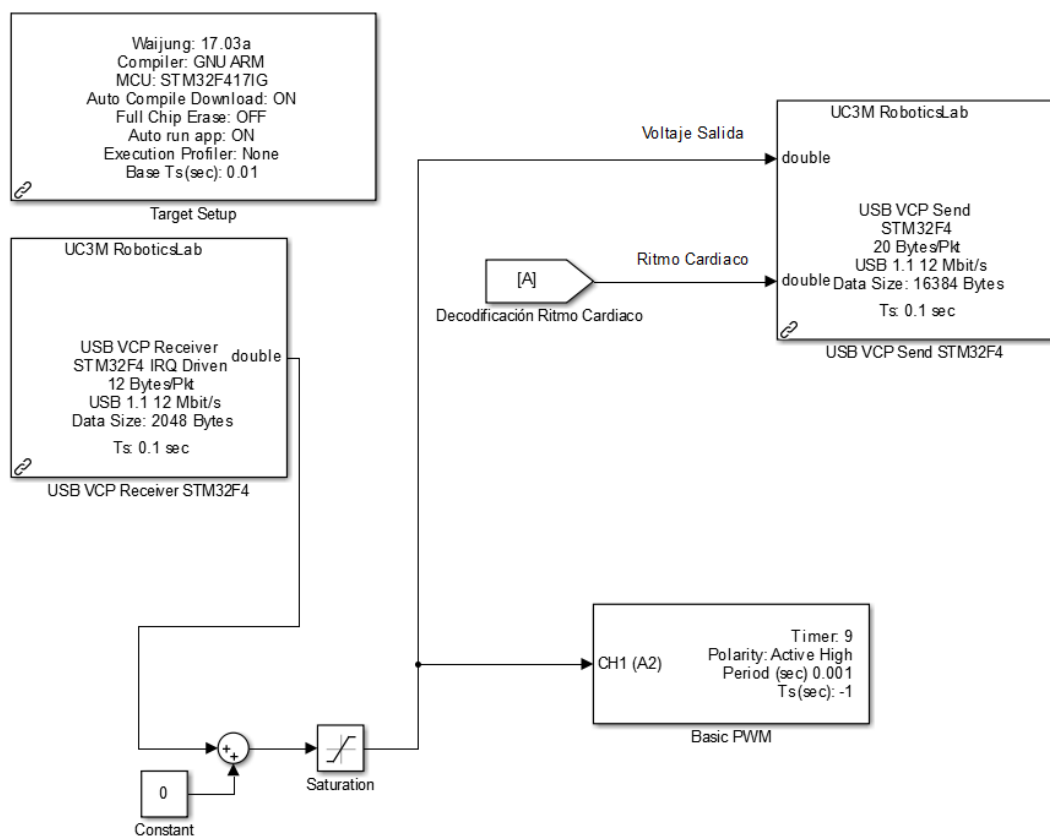 Waijung: 17.03a
Compiler: GNU ARM
MCU: STM32F417IG
Auto Compile Download: ON
Full Chip Erase: OFF
Auto run app: ON
Execution Profiler: None
Base Ts(sec): 0.01
Target Setup
UC3M RoboticsLab
USB VCP Receiver
STM32F4 IRQ Driven
12 Bytes/Pkt
USB 1.1 12 Mbit/s
Data Size: 2048 Bytes
Ts: 0.1 sec
double
USB VCP Receiver STM32F4
Voltaje Salida
[A]
Ritmo Cardiaco
Decodificación Ritmo Cardiaco
UC3M RoboticsLab
double
double
USB VCP Send
STM32F4
20 Bytes/Pkt
USB 1.1 12 Mbit/s
Data Size: 16384 Bytes
Ts: 0.1 sec
USB VCP Send STM32F4
CH1 (A2)
Timer: 9
Polarity: Active High
Period (sec) 0.001
Ts(sec): -1
Basic PWM
+
+
Saturation
0
Constant